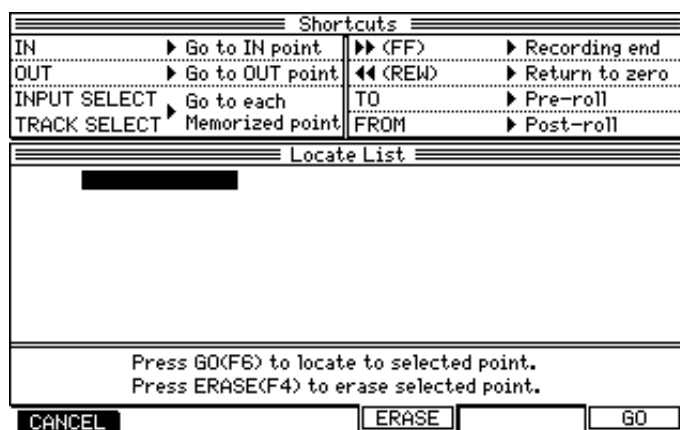 Shortcuts
IN ▶ Go to IN point ▶▶ (FF) ▶ Recording end
OUT ▶ Go to OUT point ◀◀ (REW) ▶ Return to zero
INPUT SELECT ▶ Go to each TO ▶ Pre-roll
TRACK SELECT Memorized point FROM ▶ Post-roll
Locate List
Press GO(F6) to locate to selected point.
Press ERASE(F4) to erase selected point.
CANCEL ERASE GO